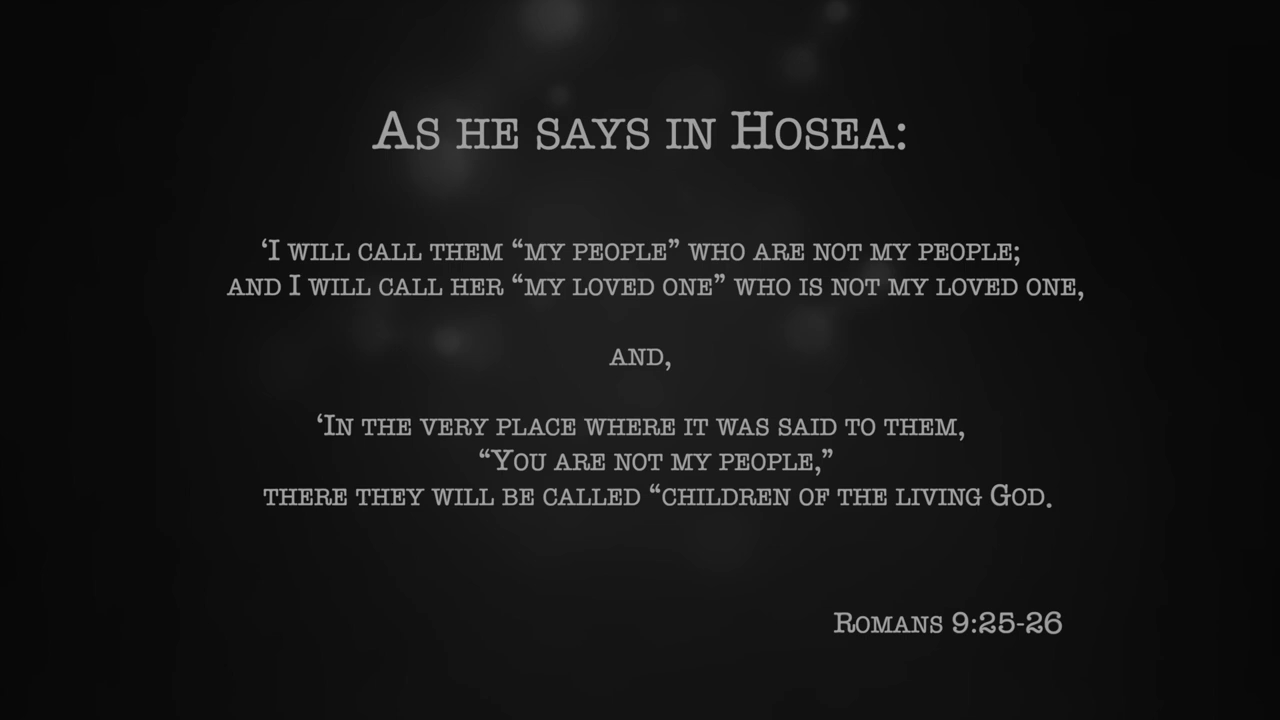 As he says in Hosea:
‘I will call them “my people” who are not my people;
and I will call her “my loved one” who is not my loved one,
and,
‘In the very place where it was said to them,
“You are not my people,”
there they will be called “children of the living God.
Romans 9:25-26